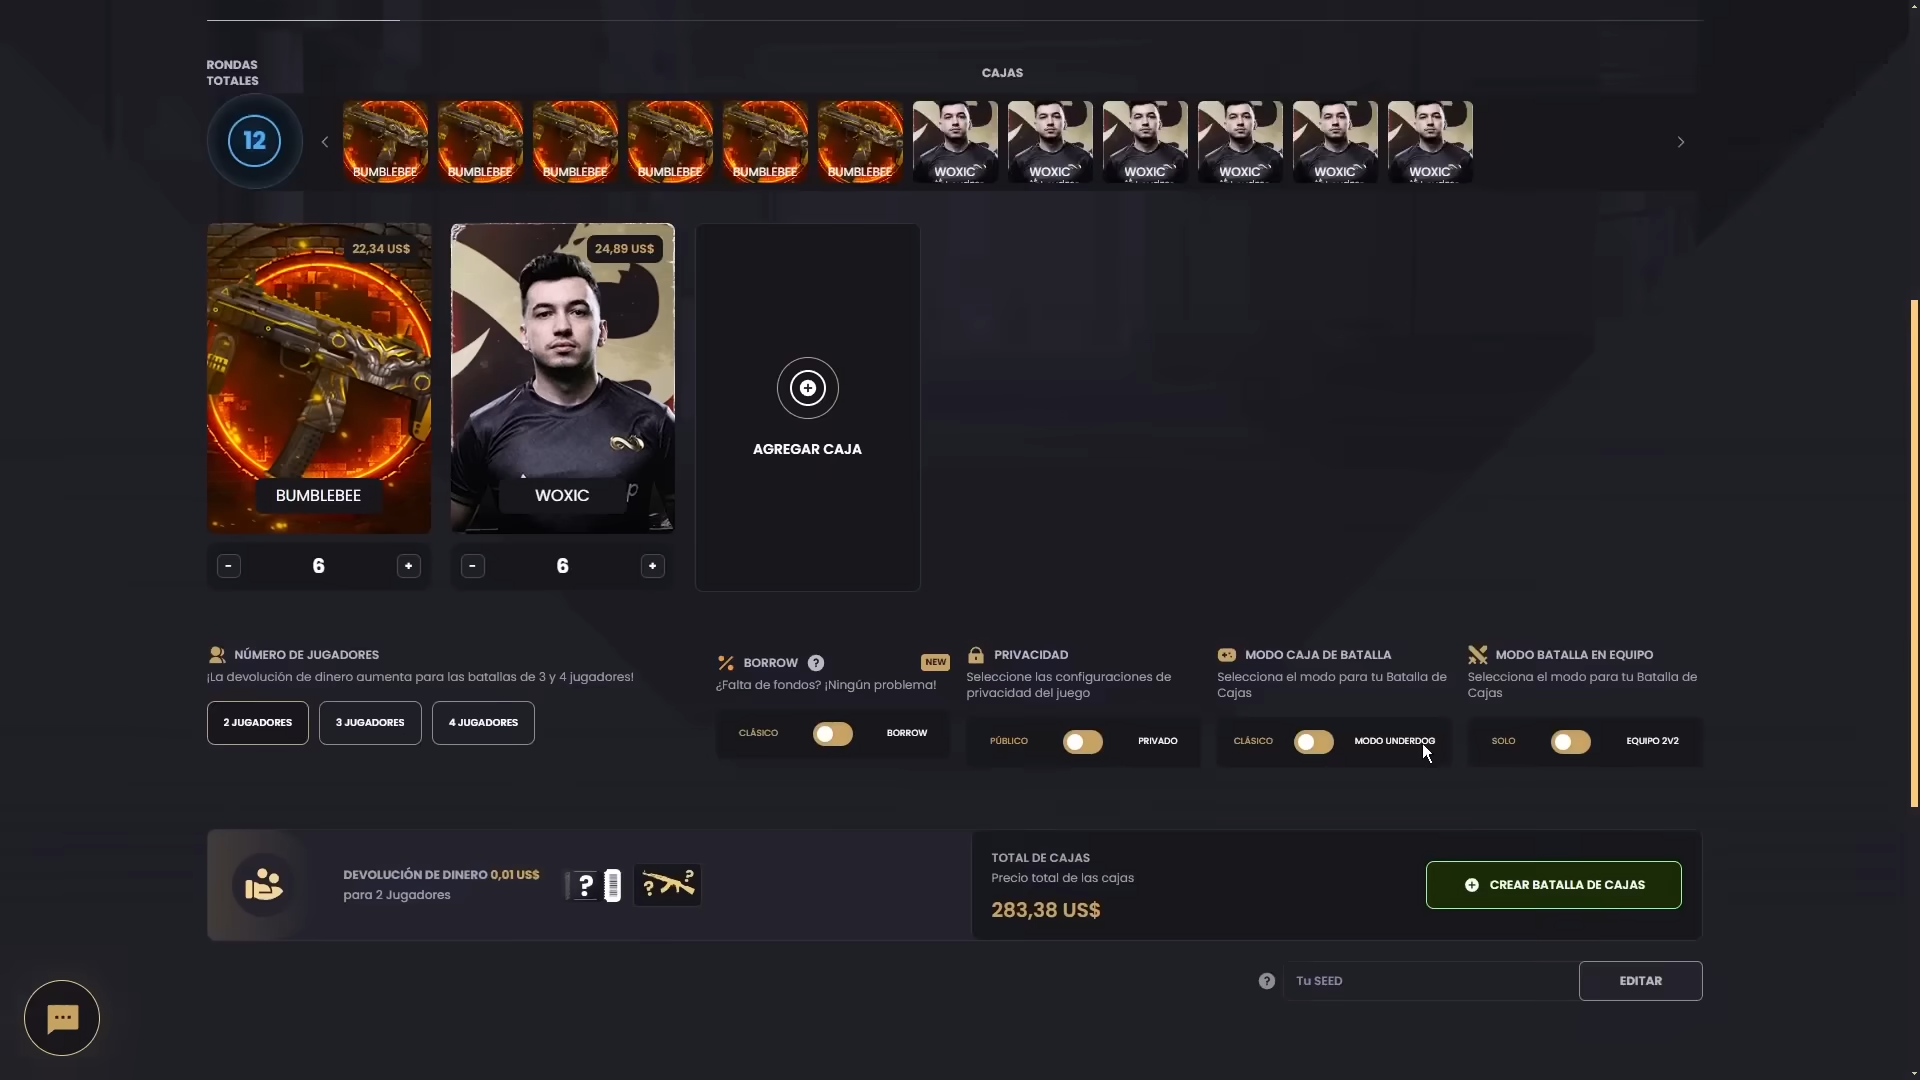 RONDAS
TOTALES
CAJAS
12
BUMBLEBEE
BUMBLEBEE
BUMBLEBEE
BUMBLEBEE
BUMBLEBEE
BUMBLEBEE
WOXIC
WOXIC
WOXIC
WOXIC
WOXIC
WOXIC
22,34 US$
24,89 US$
BUMBLEBEE
WOXIC
AGREGAR CAJA
- 6 +
- 6 +
NÚMERO DE JUGADORES
¡La devolución de dinero aumenta para las batallas de 3 y 4 jugadores!
2 JUGADORES
3 JUGADORES
4 JUGADORES
BORROW ?
NEW
¿Falta de fondos? ¡Ningún problema!
CLÁSICO
BORROW
PRIVACIDAD
Seleccione las configuraciones de
privacidad del juego
PÚBLICO
PRIVADO
MODO CAJA DE BATALLA
Selecciona el modo para tu Batalla de
Cajas
CLÁSICO
MODO UNDERDOG
MODO BATALLA EN EQUIPO
Selecciona el modo para tu Batalla de
Cajas
SOLO
EQUIPO 2V2
DEVOLUCIÓN DE DINERO 0,01 US$
para 2 Jugadores
?
? ?
TOTAL DE CAJAS
Precio total de las cajas
283,38 US$
CREAR BATALLA DE CAJAS
?
Tu SEED
EDITAR